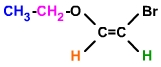 CH3-CH2-O Br
C=C
H H